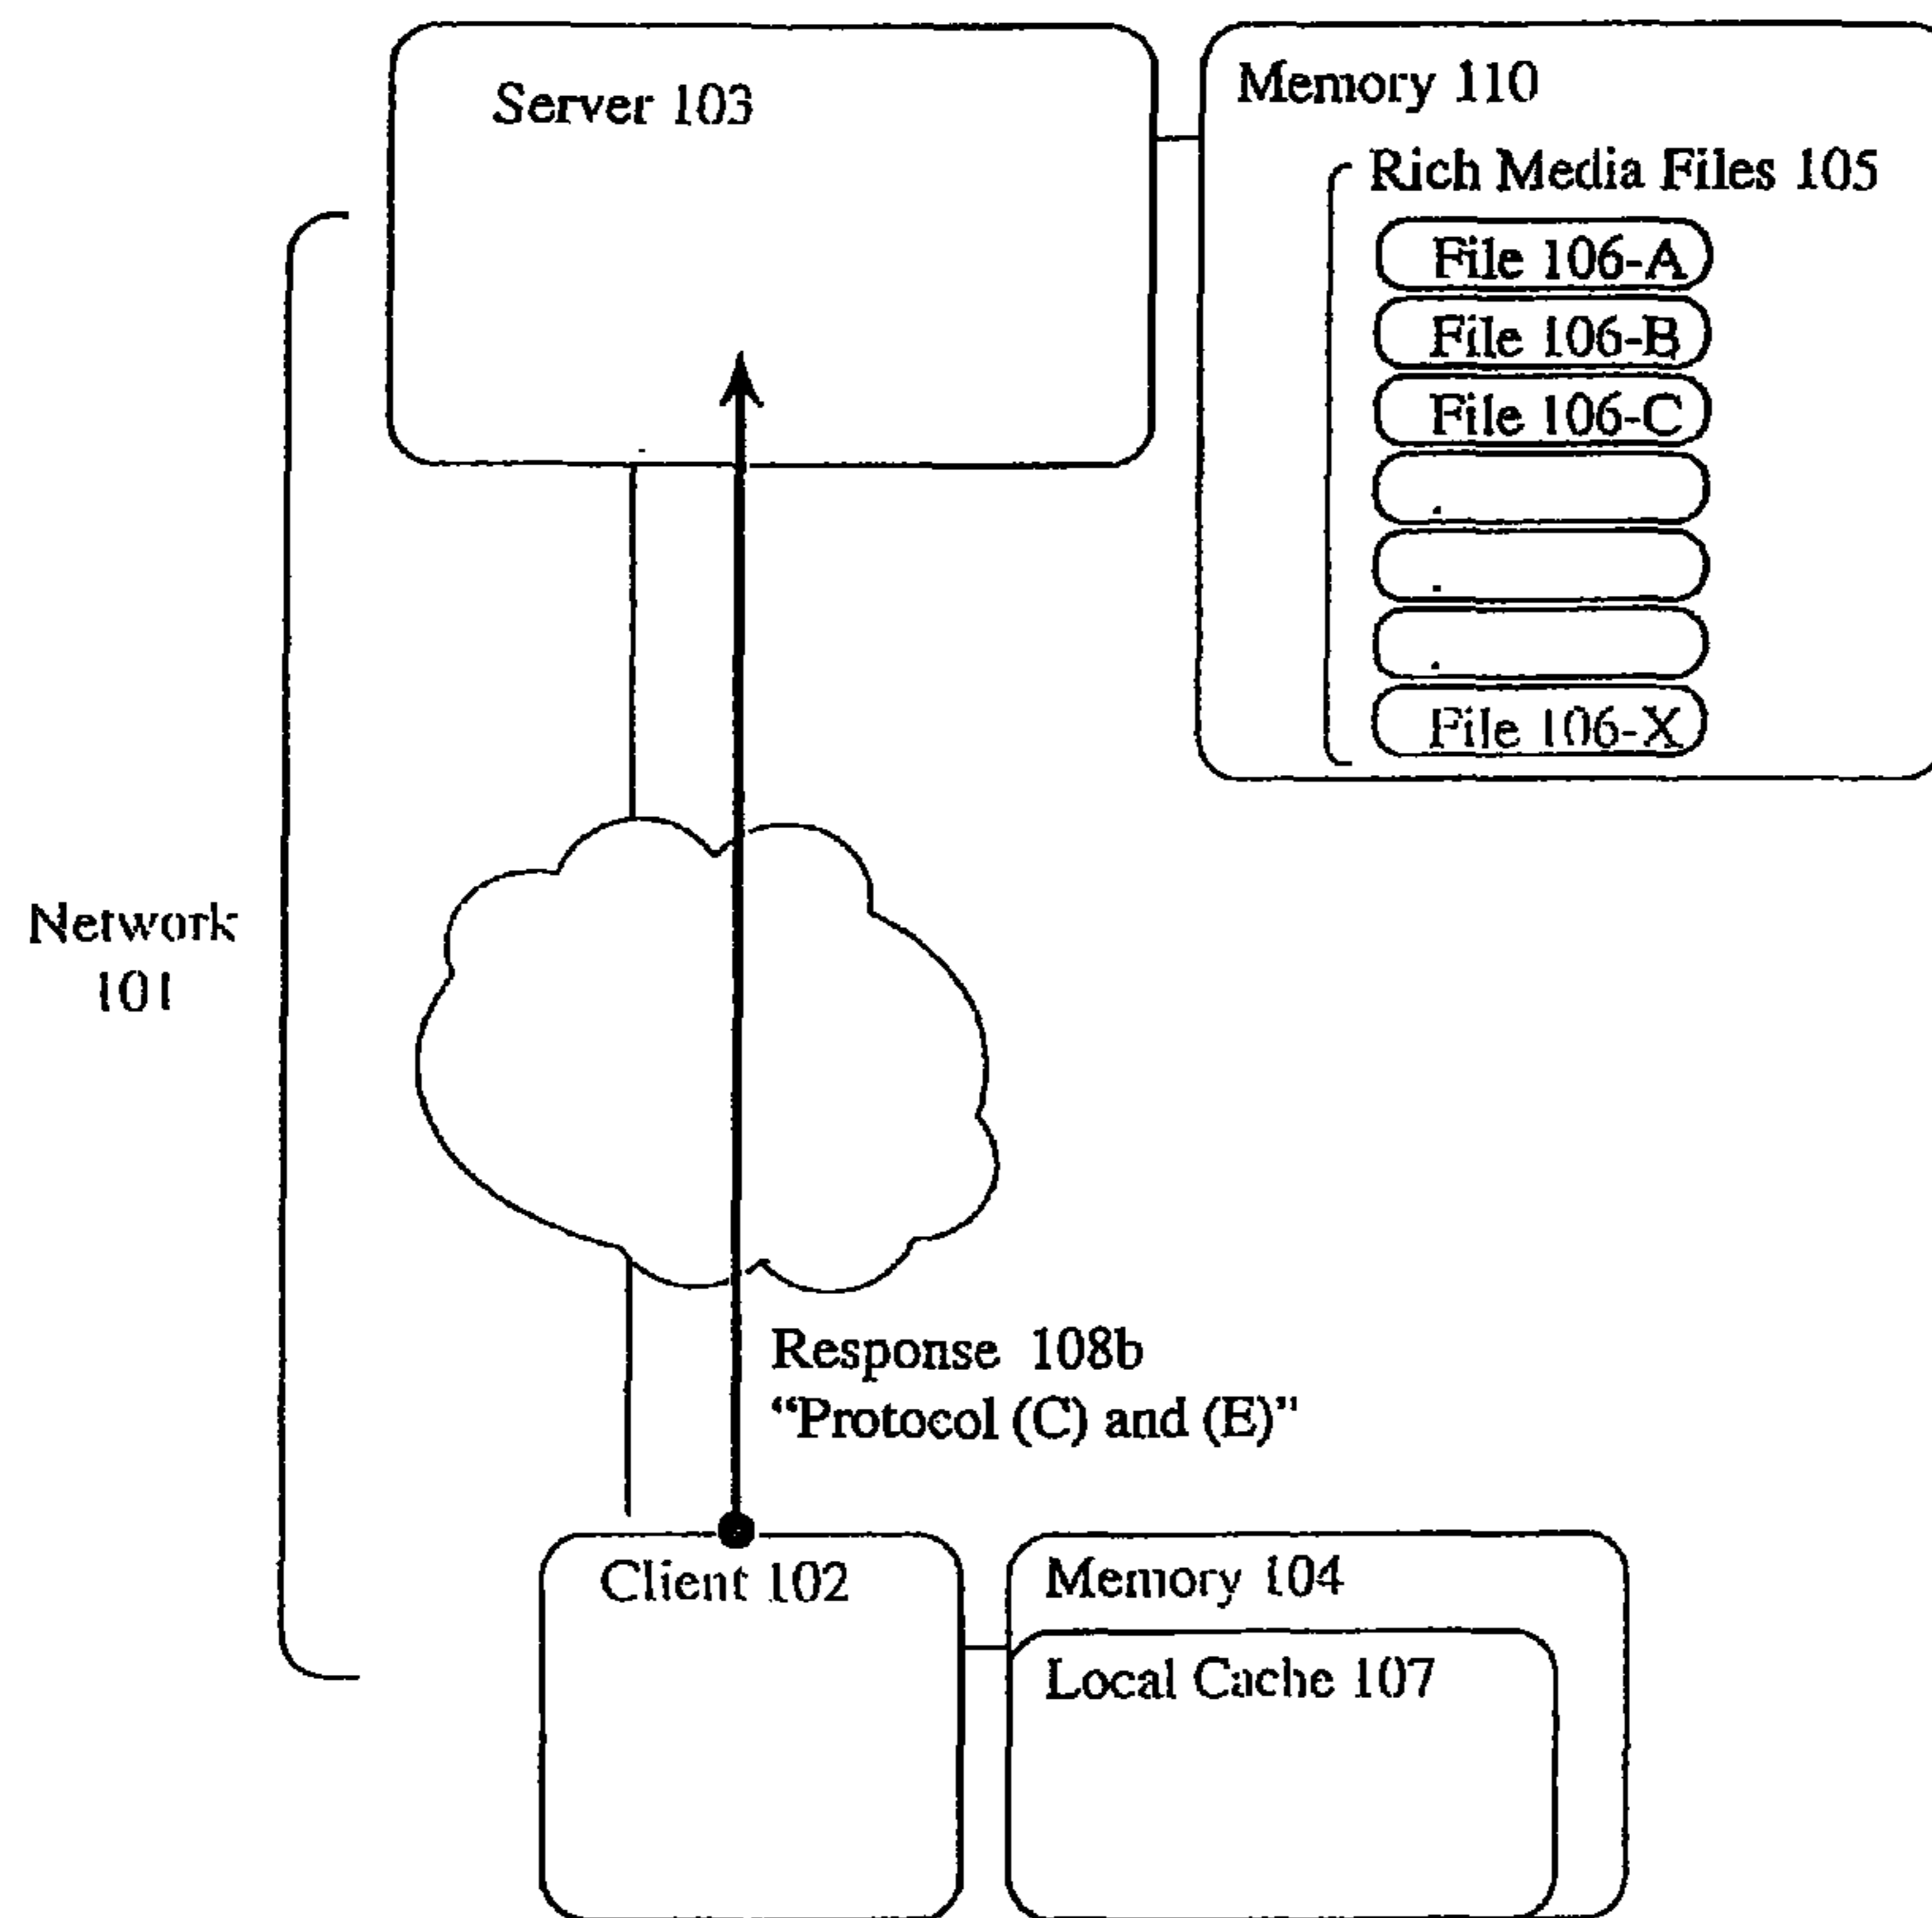 Server 103
Memory 110
Rich Media Files 105
File 106-A
File 106-B
File 106-C
.
.
.
File 106-X
Network
101
Response 108b
“Protocol (C) and (E)”
Client 102
Memory 104
Local Cache 107